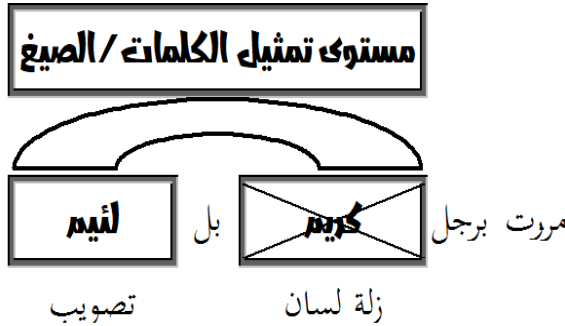 مستوى تمثيل الكلمات/الصيغ
مررت برجل كريم بل لئيم
زلة لسان تصويب